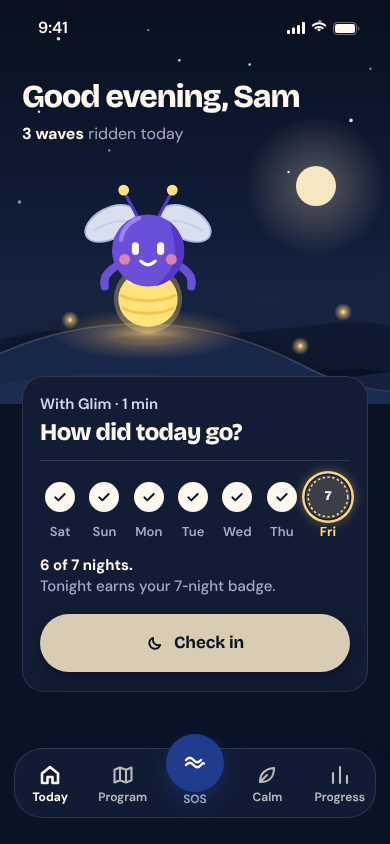 9:41
Good evening, Sam
3 waves ridden today
With Glim · 1 min
How did today go?
7
Sat Sun Mon Tue Wed Thu Fri
6 of 7 nights.
Tonight earns your 7-night badge.
Check in
Today Program SOS Calm Progress